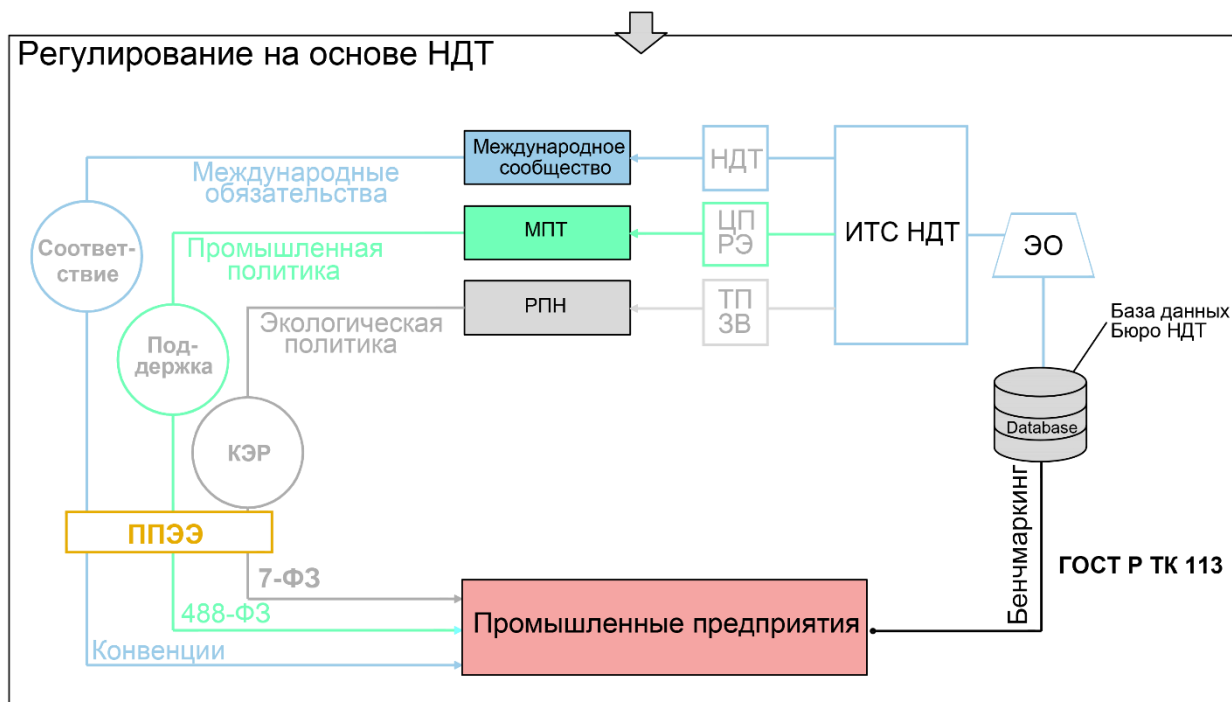 Регулирование на основе НДТ
Международное
сообщество
НДТ
Международные
обязательства
МПТ
ЦП
РЭ
ИТС НДТ
ЭО
Соответ-
ствие
Промышленная
политика
РПН
ТП
ЗВ
Экологическая
политика
База данных
Бюро НДТ
Под-
держка
Database
КЭР
Бенчмаркинг
ППЭЭ
ГОСТ Р ТК 113
7-ФЗ
488-ФЗ
Промышленные предприятия
Конвенции